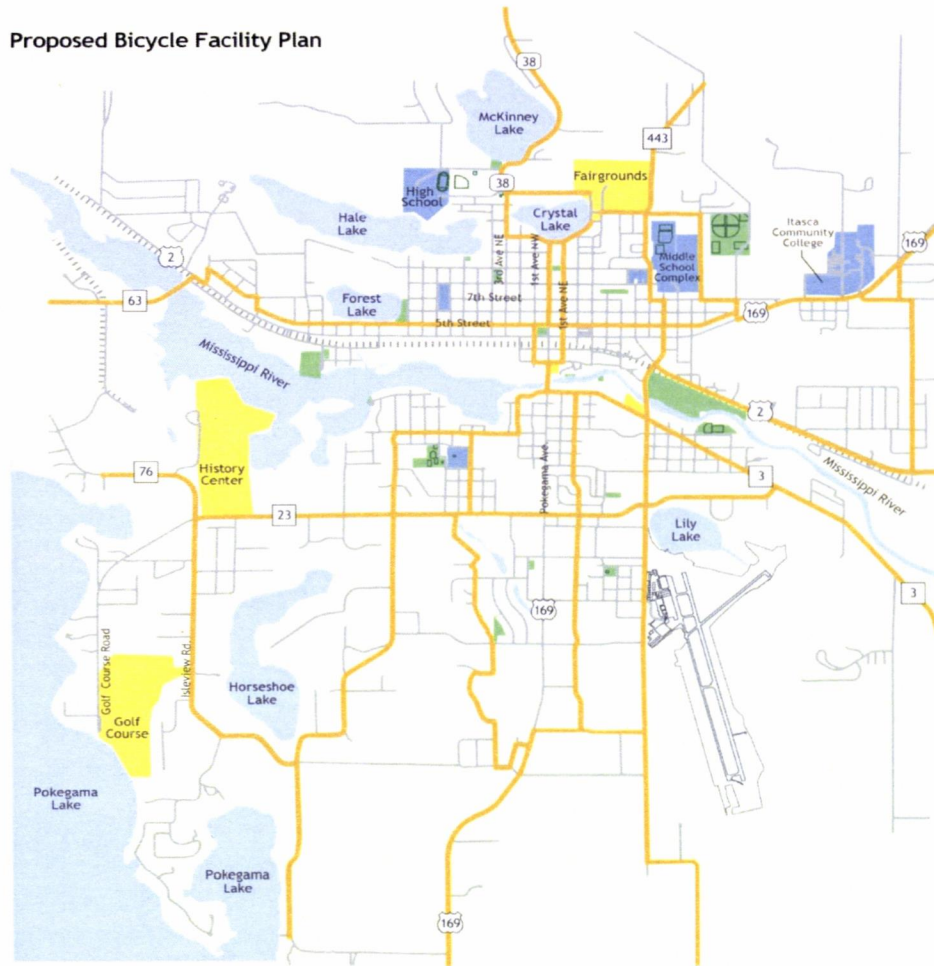 Proposed Bicycle Facility Plan
38
McKinney
Lake
443
38
Fairgrounds
High
School
Hale
Lake
Crystal
Lake
Itasca
Community
College
169
2
3rd Ave NE
1st Ave NW
Middle
School
Complex
63
Forest
Lake
7th Street
5th Street
1st Ave NE
169
Mississippi River
2
76
History
Center
Pokegama Ave.
3
Mississippi River
23
Lily
Lake
169
3
Golf Course Road
Isleview Rd.
Horseshoe
Lake
Golf
Course
Pokegama
Lake
Pokegama
Lake
169